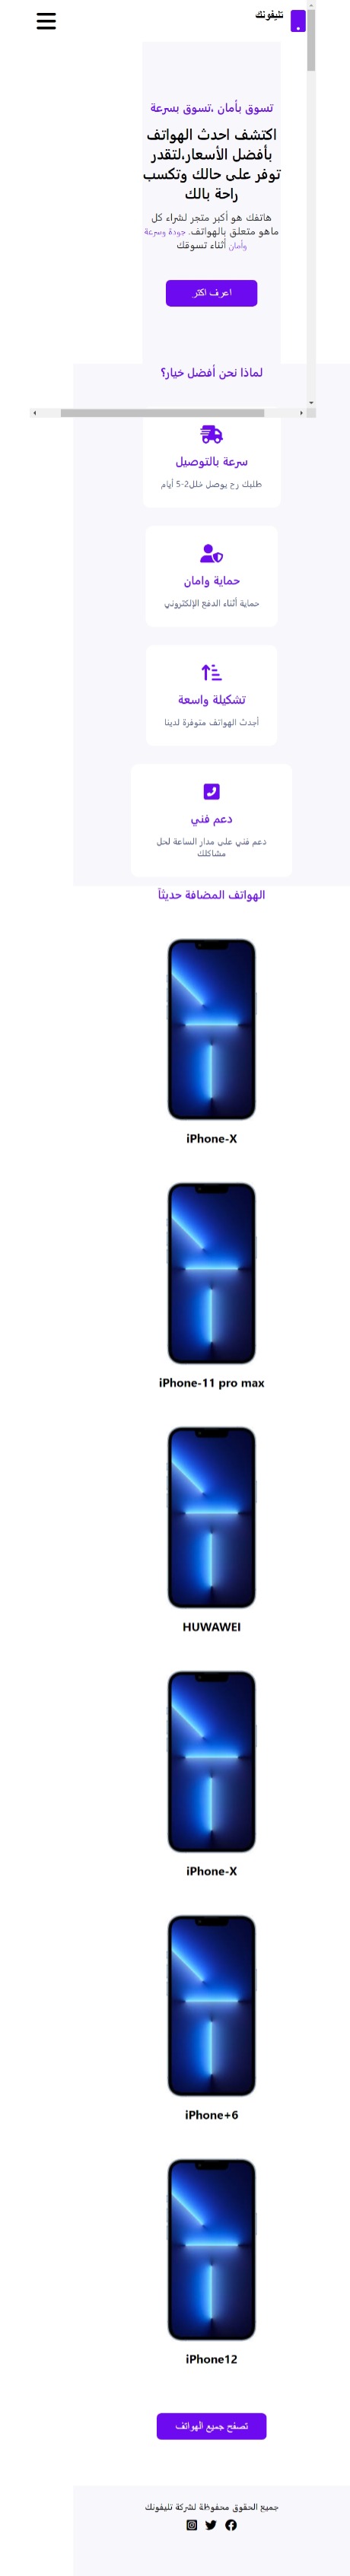 تليفونك
تسوق بأمان ،تسوق بسرعة
اكتشف احدث الهواتف
بأفضل الأسعار،لتقدر
توفر على حالك وتكسب
راحة بالك
هاتفك هو أكبر متجر لشراء كل
ماهو متعلق بالهواتف. جودة وسرعة
وأمان أثناء تسوقك
اعرف اكثر
لماذا نحن أفضل خيار؟
سرعة بالتوصيل
طلبك رح يوصل خلال2-5 أيام
حماية وامان
حماية أثناء الدفع الإلكتروني
تشكيلة واسعة
أجدث الهواتف متوفرة لدينا
دعم فني
دعم فني على مدار الساعة لحل
مشاكلك
الهواتف المضافة حديثاً
iPhone-X
iPhone-11 pro max
HUWAWEI
iPhone-X
iPhone+6
iPhone12
تصفح جميع الهواتف
جميع الحقوق محفوظة لشركة تليفونك